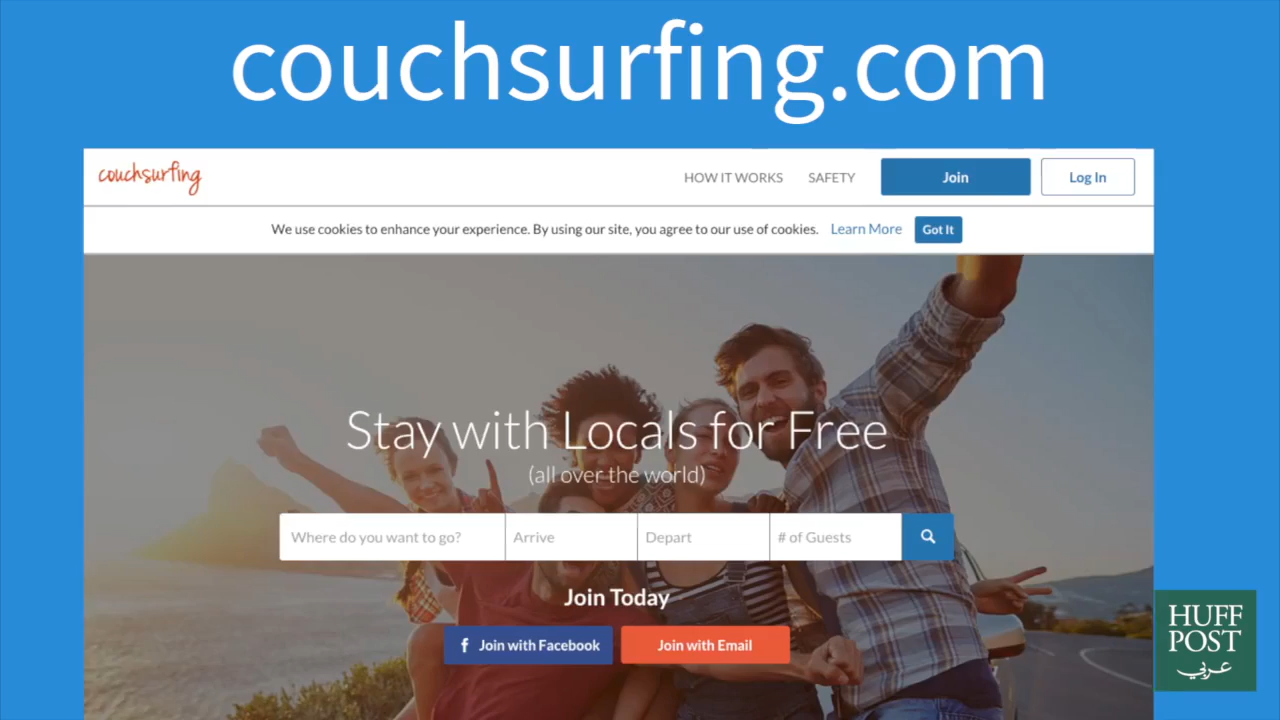 couchsurfing.com
couchsurfing
HOW IT WORKS SAFETY Join Log In
We use cookies to enhance your experience. By using our site, you agree to our use of cookies. Learn More Got It
Stay with Locals for Free
(all over the world)
Where do you want to go? Arrive Depart # of Guests
Join Today
f Join with Facebook Join with Email
HUFF
POST
عربي